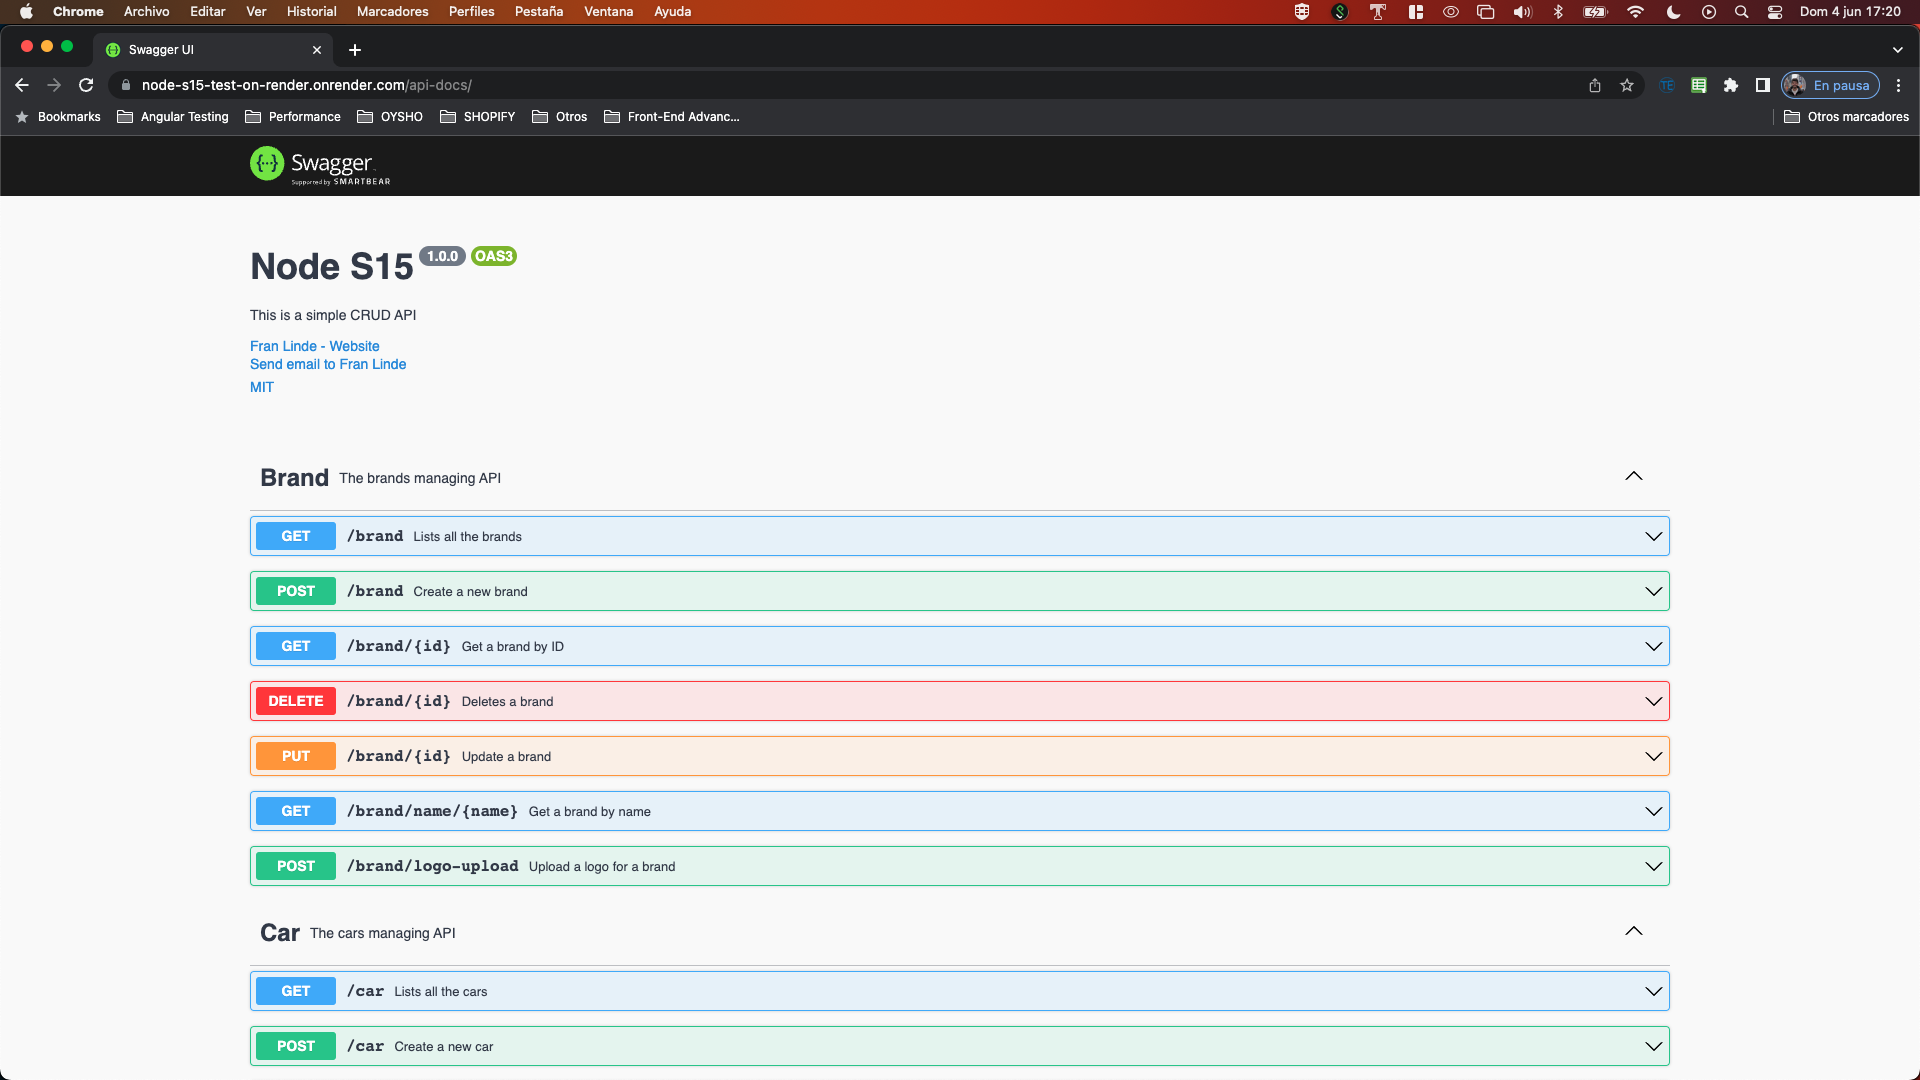 Chrome Archivo Editar Ver Historial Marcadores Perfiles Pestaña Ventana Ayuda Dom 4 jun 17:20
Swagger UI
node-s15-test-on-render.onrender.com/api-docs/ TE En pausa
Bookmarks Angular Testing Performance OYSHO SHOPIFY Otros Front-End Advanc... Otros marcadores
{...} Swagger
Supported by SMARTBEAR
Node S15 1.0.0 OAS3
This is a simple CRUD API
Fran Linde - Website
Send email to Fran Linde
MIT
Brand The brands managing API
GET /brand Lists all the brands
POST /brand Create a new brand
GET /brand/{id} Get a brand by ID
DELETE /brand/{id} Deletes a brand
PUT /brand/{id} Update a brand
GET /brand/name/{name} Get a brand by name
POST /brand/logo-upload Upload a logo for a brand
Car The cars managing API
GET /car Lists all the cars
POST /car Create a new car